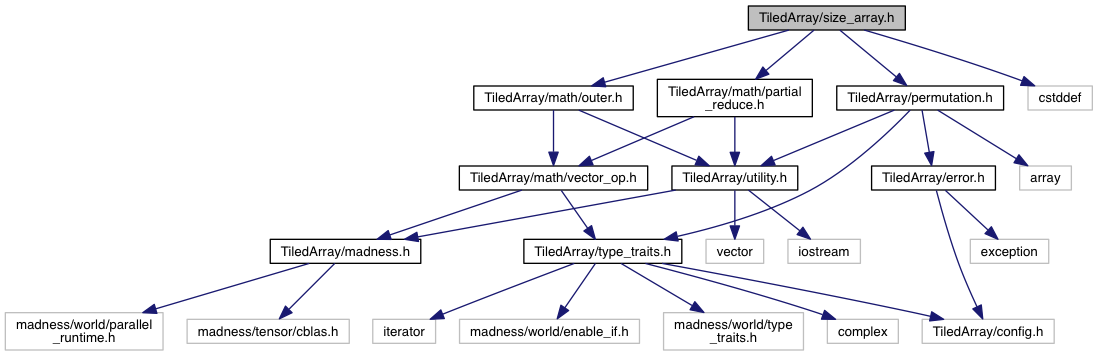 TiledArray/size_array.h
TiledArray/math/outer.h
TiledArray/math/partial
_reduce.h
TiledArray/permutation.h
cstddef
TiledArray/math/vector_op.h
TiledArray/utility.h
TiledArray/error.h
array
TiledArray/madness.h
TiledArray/type_traits.h
vector
iostream
exception
madness/world/parallel
_runtime.h
madness/tensor/cblas.h
iterator
madness/world/enable_if.h
madness/world/type
_traits.h
complex
TiledArray/config.h